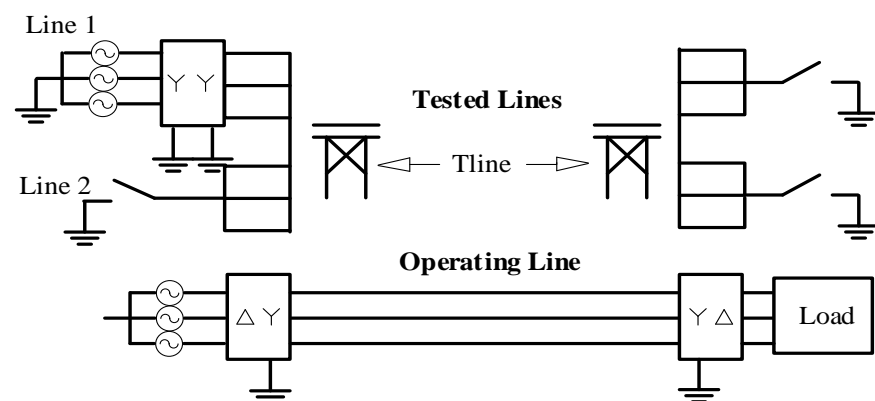 Line 1
Tested Lines
Tline
Line 2
Operating Line
Load